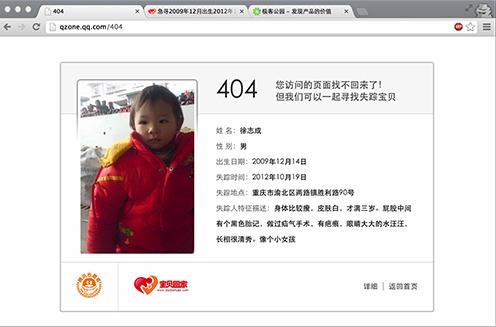 404
急寻2009年12月出生2012年1
极客公园 - 发现产品的价值
qzone.qq.com/404
404
您访问的页面找不回来了!
但我们可以一起寻找失踪宝贝
姓 名: 徐志成
性 别: 男
出生日期: 2009年12月14日
失踪时间: 2012年10月19日
失踪地点: 重庆市渝北区两路镇胜利路90号
失踪人特征描述: 身体比较瘦,皮肤白,才满三岁。屁股中间
有个黑色胎记,做过疝气手术,有疤痕,眼睛大大的水汪汪,
长相很清秀,像个小女孩
宝贝回家
详细 | 返回首页